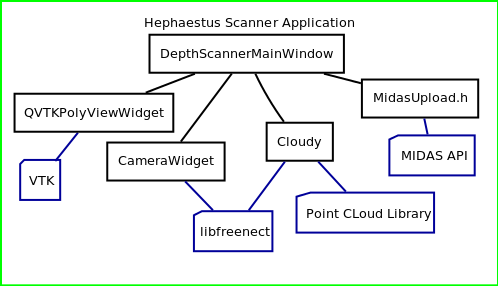 Hephaestus Scanner Application
DepthScannerMainWindow
QVTKPolyViewWidget
MidasUpload.h
CameraWidget
Cloudy
MIDAS API
VTK
Point CLoud Library
libfreenect